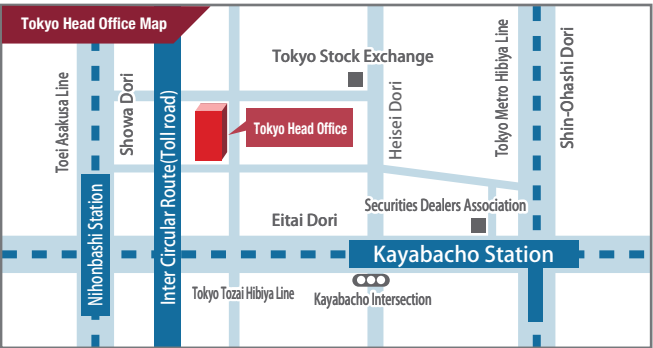 Tokyo Head Office Map
Tokyo Stock Exchange
Toei Asakusa Line
Showa Dori
Inter Circular Route(Toll road)
Tokyo Head Office
Heisei Dori
Tokyo Metro Hibiya Line
Shin-Ohashi Dori
Nihonbashi Station
Eitai Dori
Securities Dealers Association
Kayabacho Station
Tokyo Tozai Hibiya Line
Kayabacho Intersection